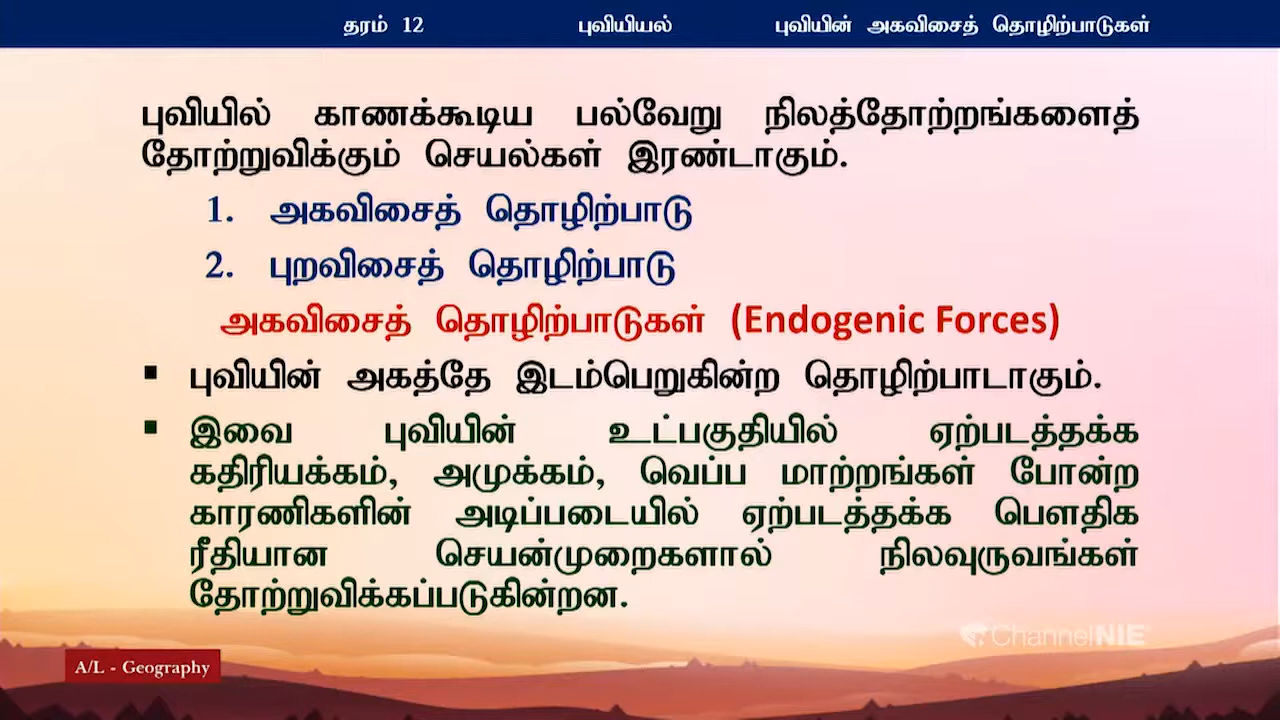 தரம் 12 புவியியல் புவியின் அகவிசைத் தொழிற்பாடுகள்
புவியில் காணக்கூடிய பல்வேறு நிலத்தோற்றங்களைத்
தோற்றுவிக்கும் செயல்கள் இரண்டாகும்.
1. அகவிசைத் தொழிற்பாடு
2. புறவிசைத் தொழிற்பாடு
அகவிசைத் தொழிற்பாடுகள் (Endogenic Forces)
▪ புவியின் அகத்தே இடம்பெறுகின்ற தொழிற்பாடாகும்.
▪ இவை புவியின் உட்பகுதியில் ஏற்படத்தக்க
கதிரியக்கம், அமுக்கம், வெப்ப மாற்றங்கள் போன்ற
காரணிகளின் அடிப்படையில் ஏற்படத்தக்க பௌதிக
ரீதியான செயன்முறைகளால் நிலவுருவங்கள்
தோற்றுவிக்கப்படுகின்றன.
ChannelNIE
A/L - Geography